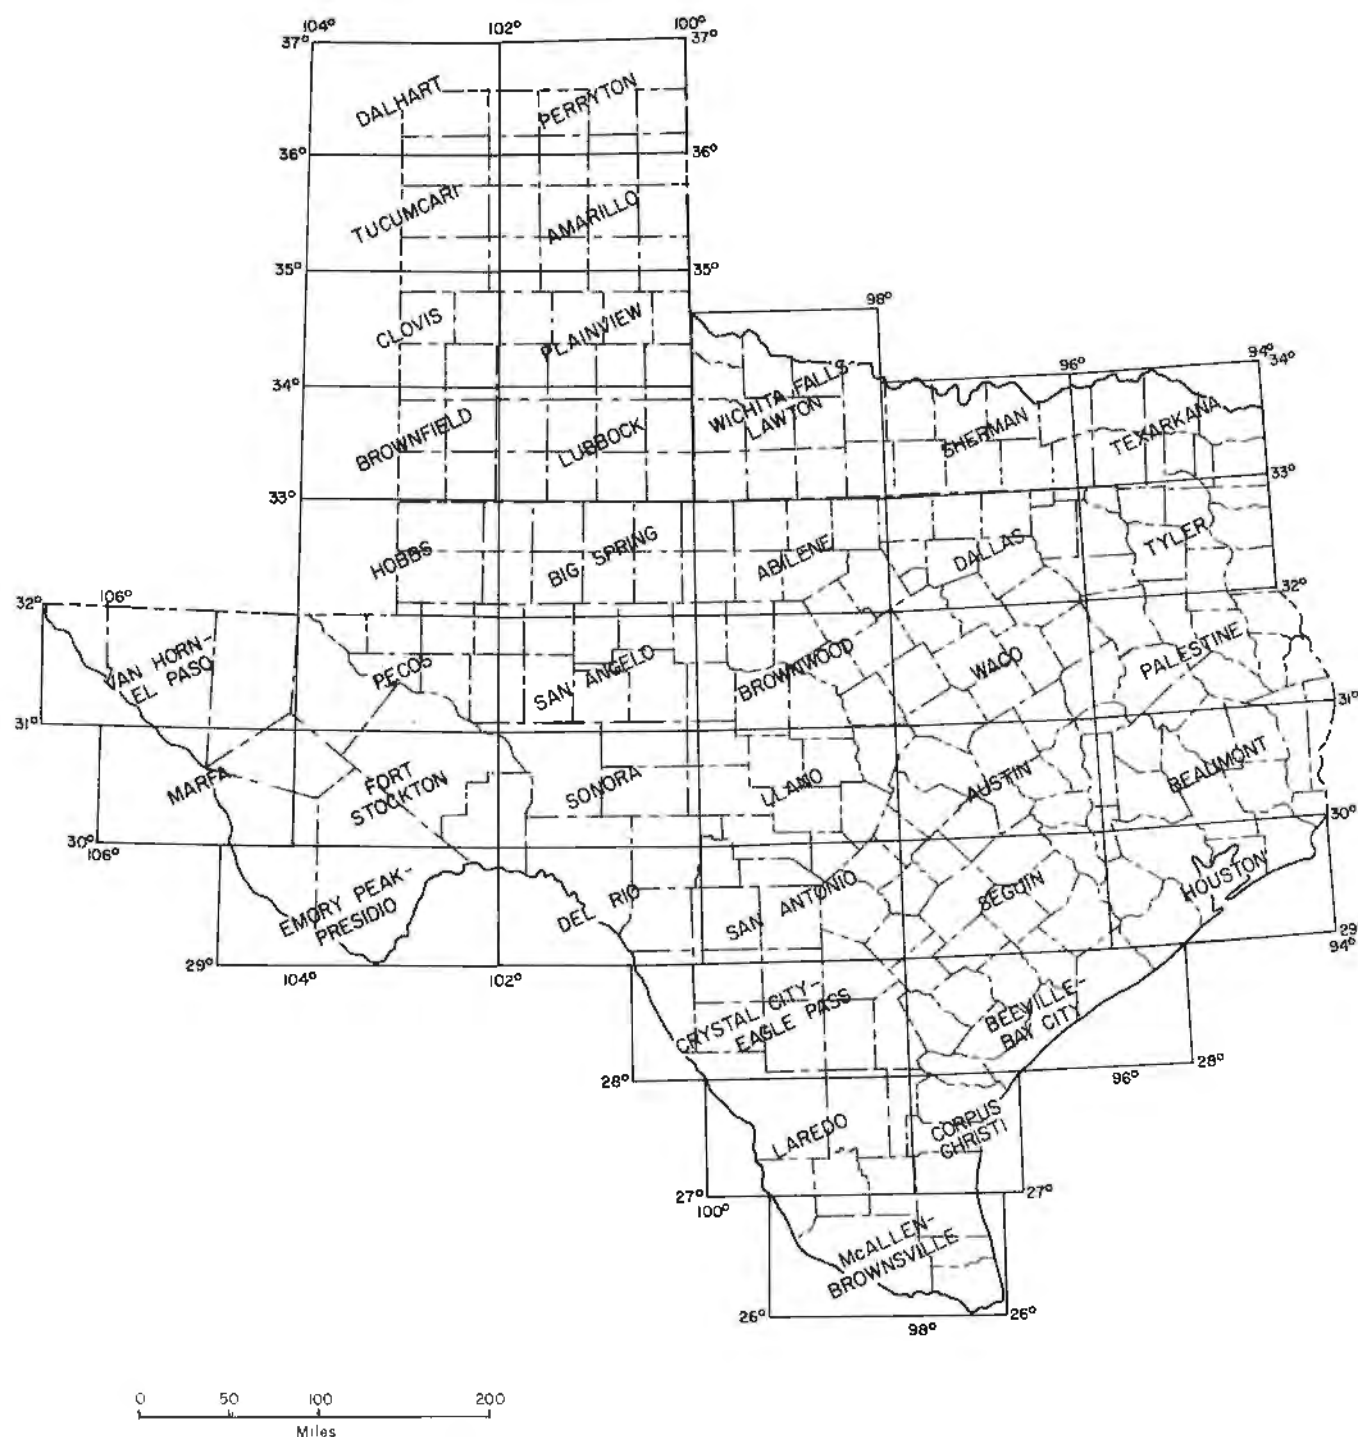 104°
102°
100°
37°
37°
DALHART
PERRYTON
36°
36°
TUCUMCARI
AMARILLO
35°
35°
98°
CLOVIS
PLAINVIEW
94°
96°
34°
34°
WICHITA FALLS-
LAWTON
BROWNFIELD
LUBBOCK
SHERMAN
TEXARKANA
33°
33°
HOBBS
BIG SPRING
ABILENE
DALLAS
TYLER
32°
106°
32°
VAN HORN-
EL PASO
PECOS
SAN ANGELO
BROWNWOOD
WACO
PALESTINE
31°
31°
MARFA
FORT
STOCKTON
SONORA
LLANO
AUSTIN
BEAUMONT
30°
106°
30°
EMORY PEAK-
PRESIDIO
DEL RIO
SAN ANTONIO
SEGUIN
HOUSTON
29°
94°
29°
104°
102°
CRYSTAL CITY-
EAGLE PASS
BEEVILLE-
BAY CITY
28°
96°
28°
LAREDO
CORPUS
CHRISTI
27°
100°
27°
McALLEN-
BROWNSVILLE
26°
98°
26°
0 50 100 200
Miles